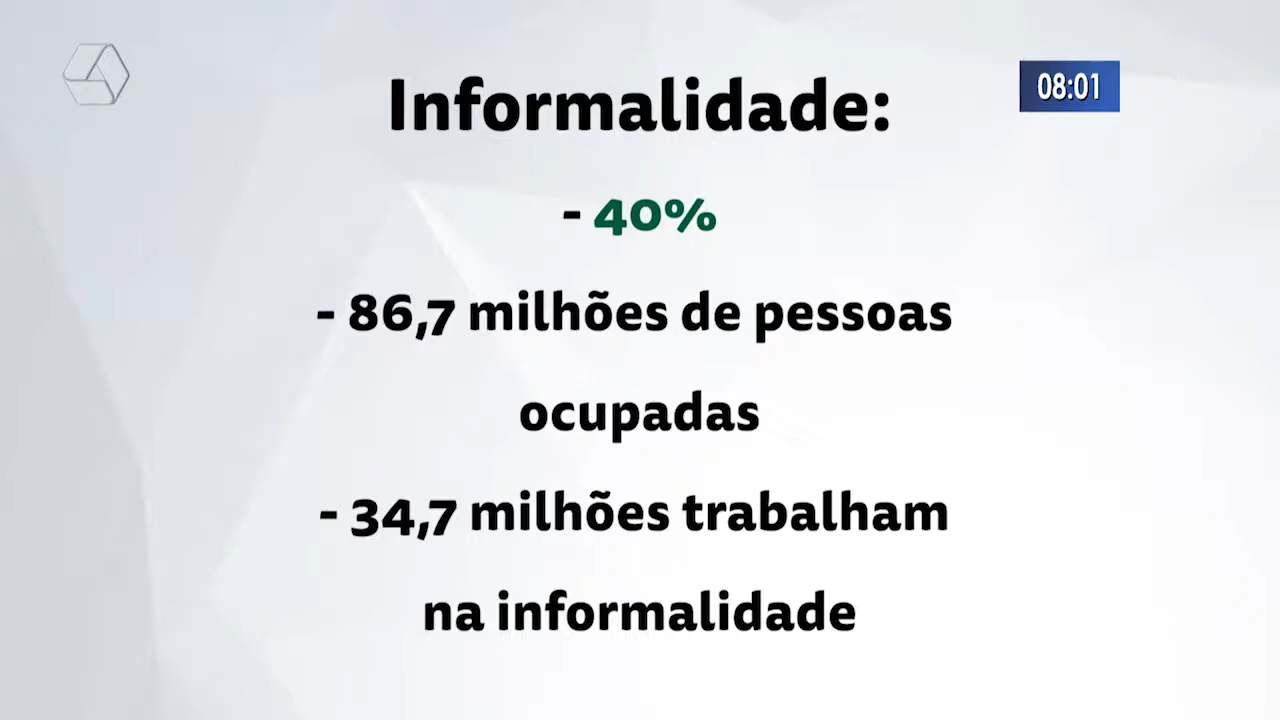 08:01
Informalidade:
- 40%
- 86,7 milhões de pessoas
ocupadas
- 34,7 milhões trabalham
na informalidade